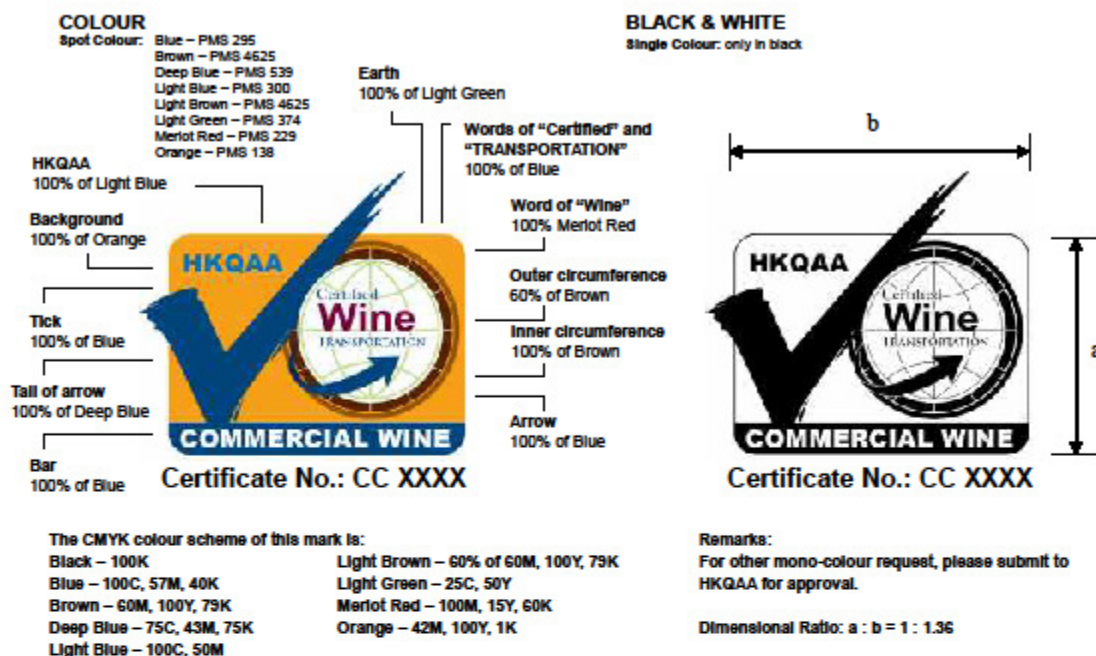 COLOUR
Spot Colour: Blue – PMS 295
Brown – PMS 4625
Deep Blue – PMS 539
Light Blue – PMS 300
Light Brown – PMS 4625
Light Green – PMS 374
Merlot Red – PMS 229
Orange – PMS 138
BLACK & WHITE
Single Colour: only in black
Earth
100% of Light Green
Words of “Certified” and
“TRANSPORTATION”
100% of Blue
HKQAA
100% of Light Blue
Word of “Wine”
100% Merlot Red
Background
100% of Orange
Outer circumference
60% of Brown
Tick
100% of Blue
Inner circumference
100% of Brown
Tail of arrow
100% of Deep Blue
Arrow
100% of Blue
Bar
100% of Blue
HKQAA
Certified
Wine
TRANSPORTATION
COMMERCIAL WINE
Certificate No.: CC XXXX
b
a
HKQAA
Certified
Wine
TRANSPORTATION
COMMERCIAL WINE
Certificate No.: CC XXXX
The CMYK colour scheme of this mark is:
Black – 100K
Blue – 100C, 57M, 40K
Brown – 60M, 100Y, 79K
Deep Blue – 75C, 43M, 75K
Light Blue – 100C, 50M
Light Brown – 60% of 60M, 100Y, 79K
Light Green – 25C, 50Y
Merlot Red – 100M, 15Y, 60K
Orange – 42M, 100Y, 1K
Remarks:
For other mono-colour request, please submit to
HKQAA for approval.
Dimensional Ratio: a : b = 1 : 1.36